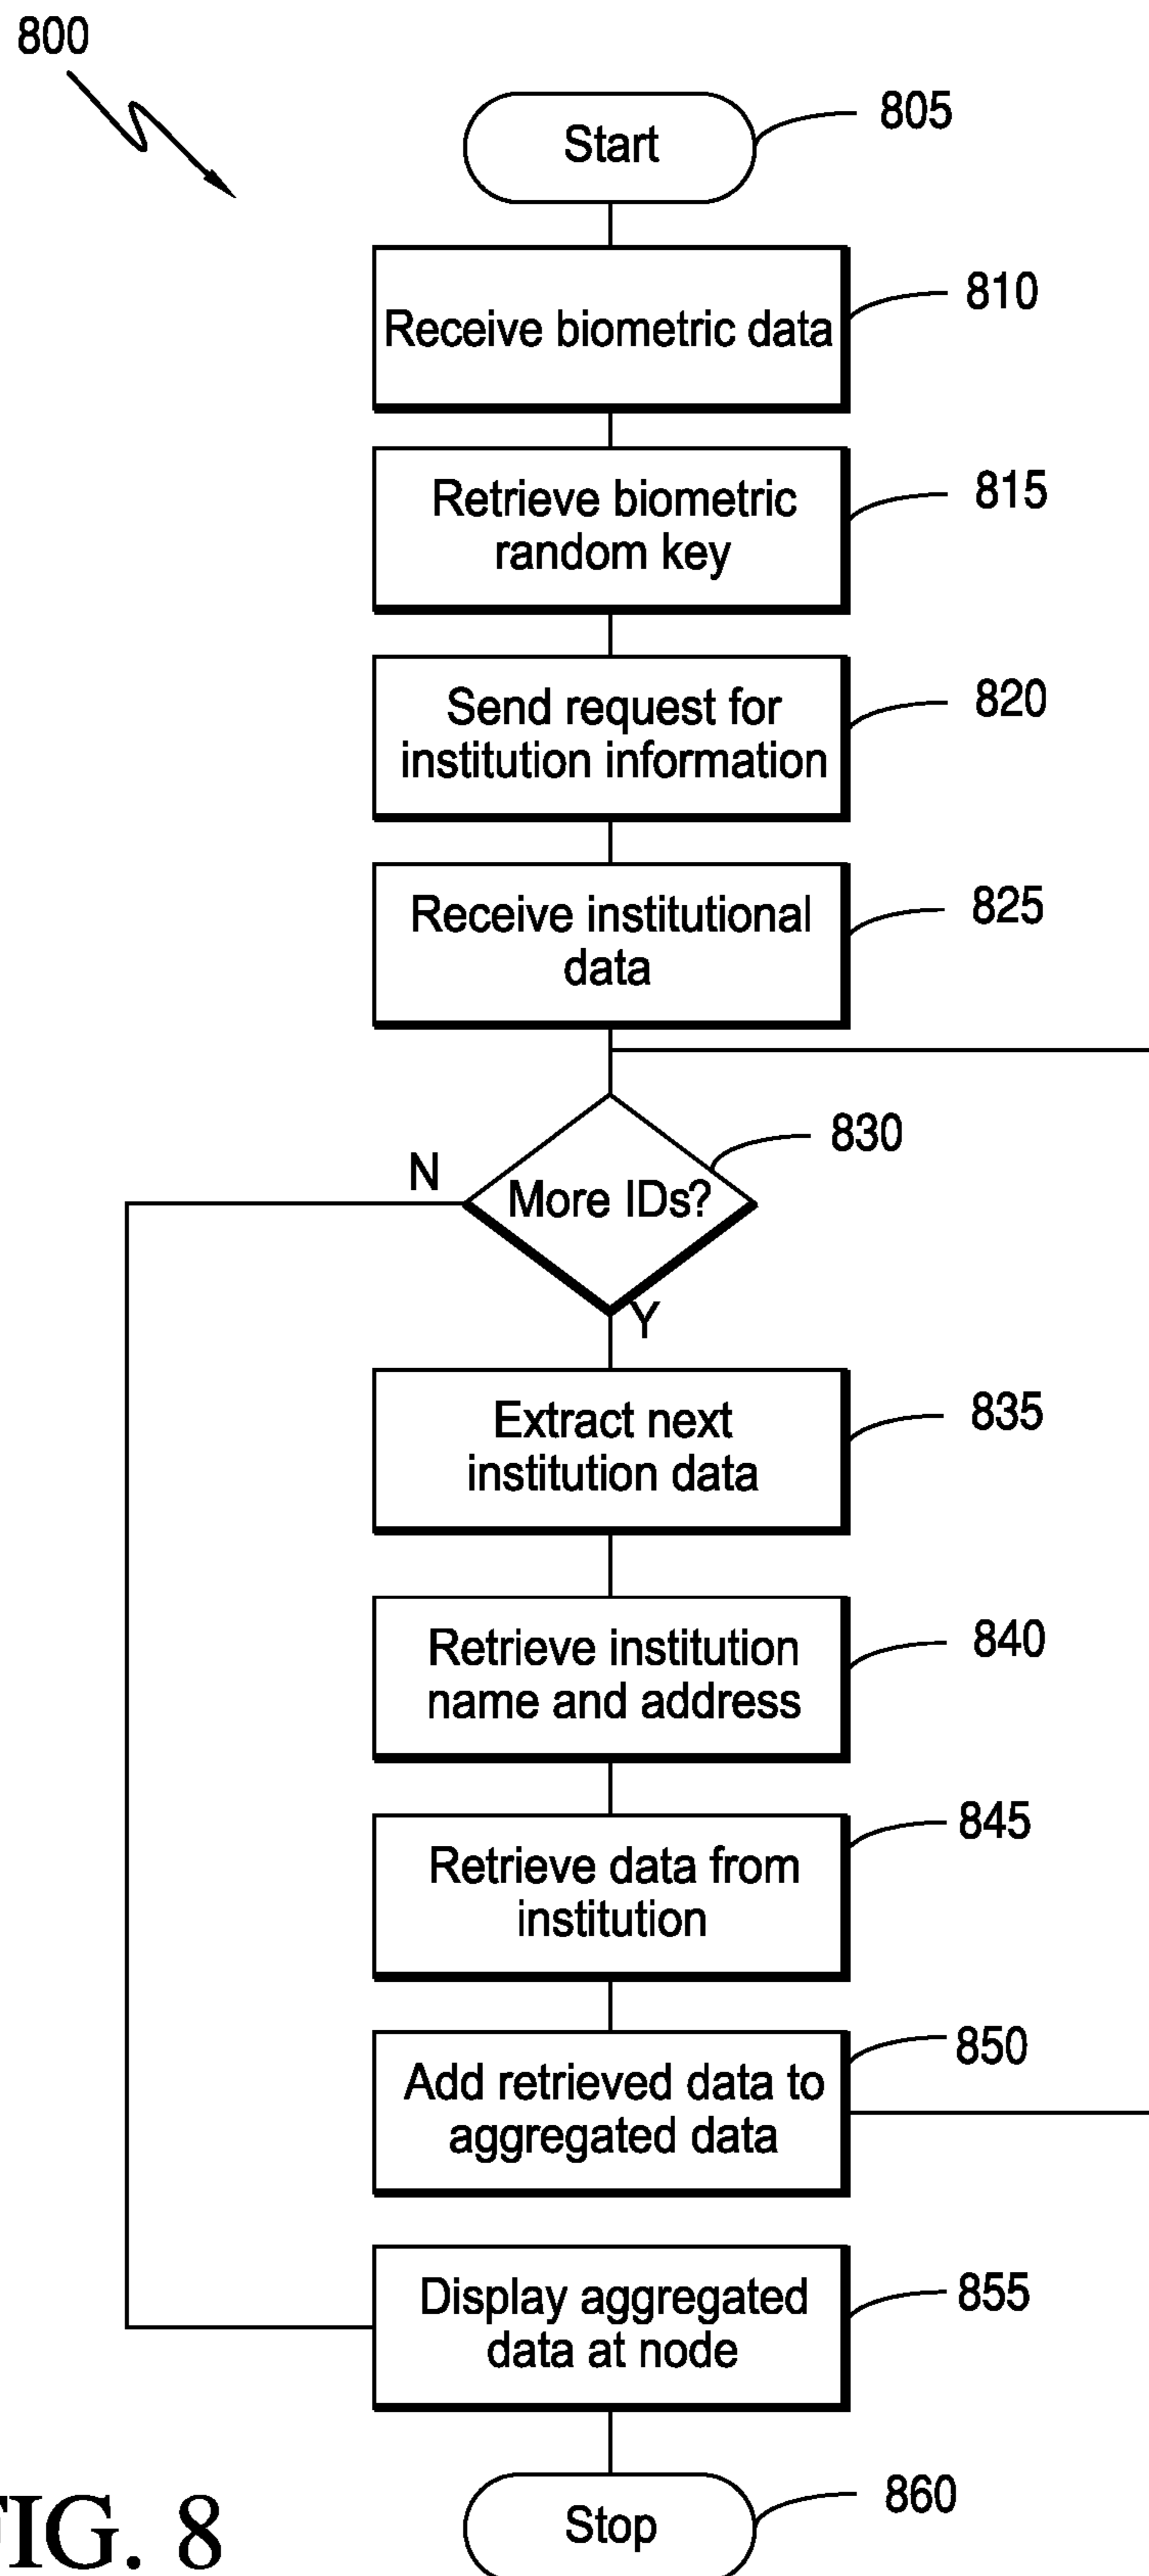 800
Start
805
Receive biometric data
810
Retrieve biometric
random key
815
Send request for
institution information
820
Receive institutional
data
825
More IDs?
830
N
Y
Extract next
institution data
835
Retrieve institution
name and address
840
Retrieve data from
institution
845
Add retrieved data to
aggregated data
850
Display aggregated
data at node
855
Stop
860
FIG. 8